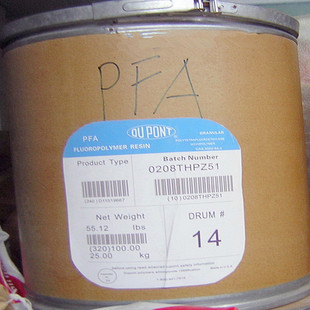 PFA
PFA
DU PONT
GRANULAR
FLUOROPOLYMER RESIN
Product Type
Batch Number
0208THPZ51
(10)0208THPZ51
Net Weight
55.12 lbs
DRUM #
14
(320)100.00
25.00 kg